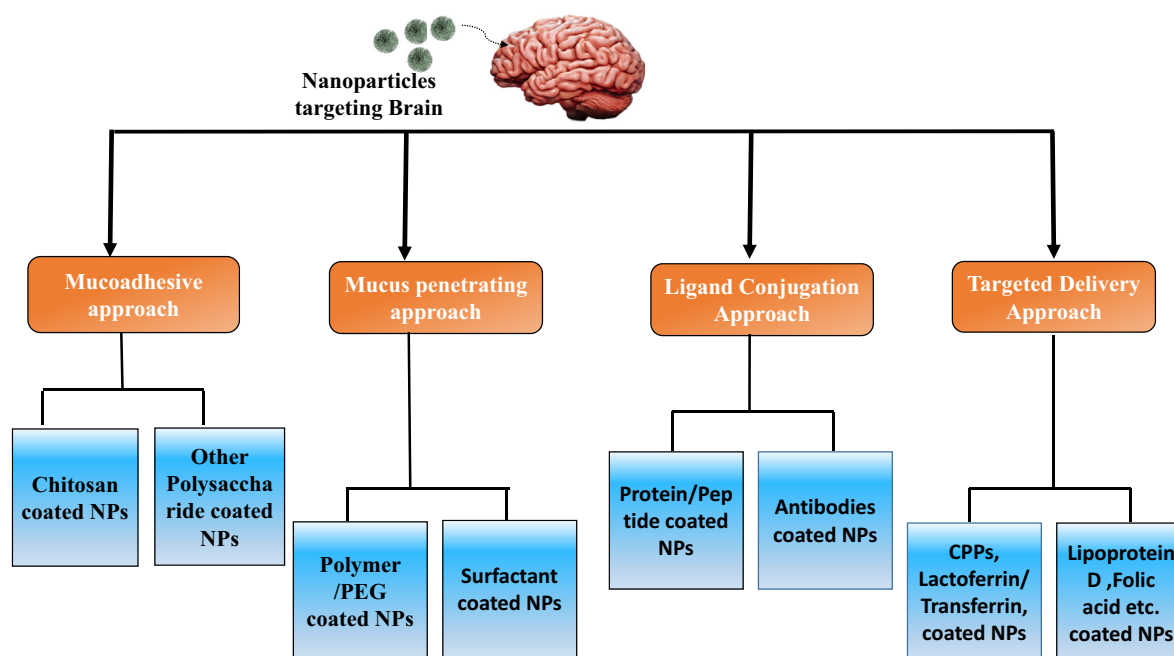 Nanoparticles
targeting Brain
Mucoadhesive
approach
Mucus penetrating
approach
Ligand Conjugation
Approach
Targeted Delivery
Approach
Chitosan
coated NPs
Other
Polysaccha
ride coated
NPs
Polymer
/PEG
coated NPs
Surfactant
coated NPs
Protein/Pep
tide coated
NPs
Antibodies
coated NPs
CPPs,
Lactoferrin/
Transferrin,
coated NPs
Lipoprotein
D ,Folic
acid etc.
coated NPs